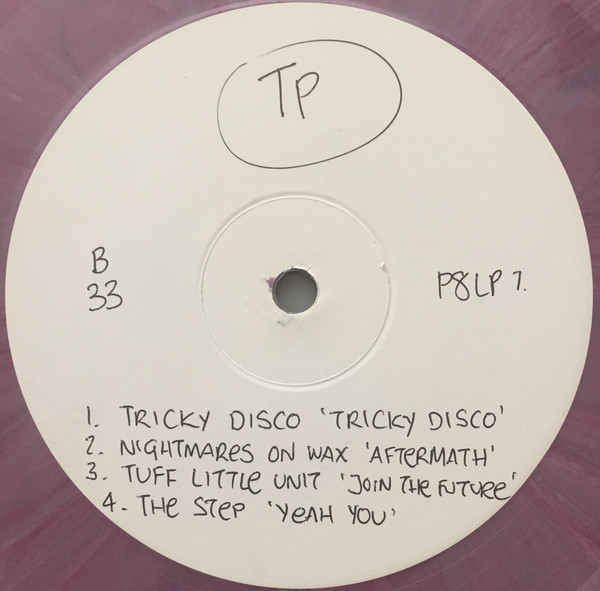 TP
B
33
P8LP 7.
1. TRICKY DISCO 'TRICKY DISCO'
2. NIGHTMARES ON WAX 'AFTERMATH'
3. TUFF LITTLE UNIT 'JOIN THE FUTURE'
4. THE STEP 'YEAH YOU'